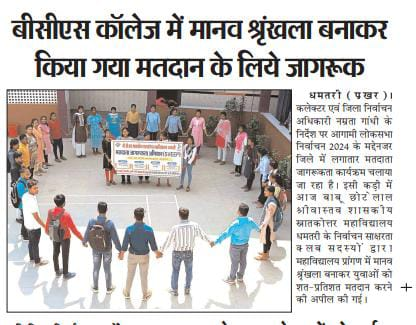 बीसीएस कॉलेज में मानव श्रृंखला बनाकर
किया गया मतदान के लिये जागरूक
धमतरी (प्रखर)।
कलेक्टर एवं जिला निर्वाचन
अधिकारी नम्रता गांधी के
निर्देश पर आगामी लोकसभा
निर्वाचन 2024 के मद्देनजर
जिले में लगातार मतदाता
जागरूकता कार्यक्रम चलाया
जा रहा है। इसी कड़ी में
आज बाबू छोटे लाल
श्रीवास्तव शासकीय
स्नातकोत्तर महाविद्यालय
धमतरी के निर्वाचन साक्षरता
क्लब सदस्यों द्वारा
महाविद्यालय प्रांगण में मानव
श्रृंखला बनाकर युवाओं को
शत-प्रतिशत मतदान करने
की अपील की गई।